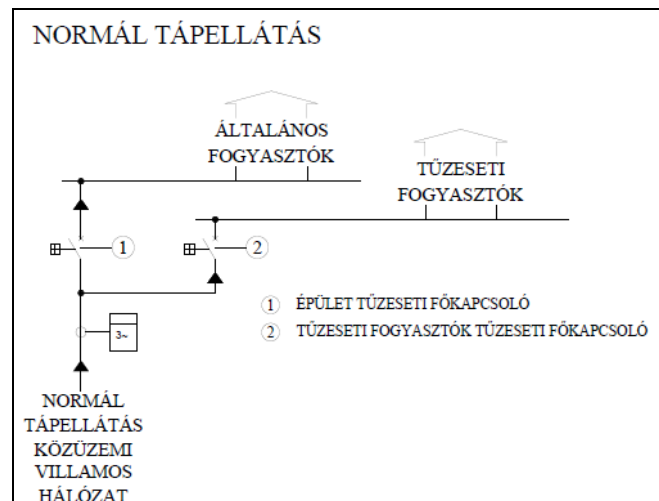 NORMÁL TÁPELLÁTÁS
ÁLTALÁNOS
FOGYASZTÓK
TŰZESETI
FOGYASZTÓK
1
2
1 ÉPÜLET TŰZESETI FŐKAPCSOLÓ
2 TŰZESETI FOGYASZTÓK TŰZESETI FŐKAPCSOLÓ
3~
NORMÁL
TÁPELLÁTÁS
KÖZÜZEMI
VILLAMOS
HÁLÓZAT